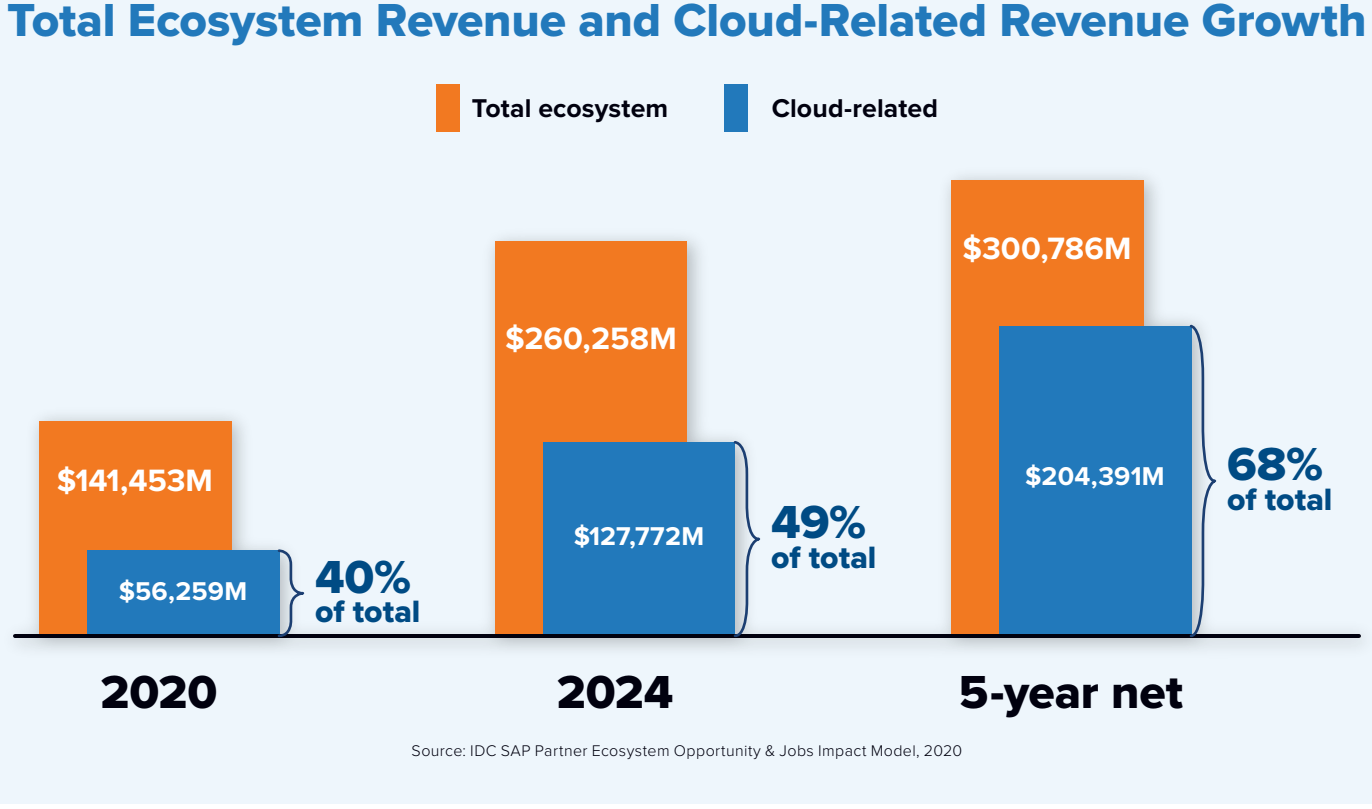 Total Ecosystem Revenue and Cloud-Related Revenue Growth
Total ecosystem
Cloud-related
$141,453M
$56,259M
40%
of total
$260,258M
$127,772M
49%
of total
$300,786M
$204,391M
68%
of total
2020
2024
5-year net
Source: IDC SAP Partner Ecosystem Opportunity & Jobs Impact Model, 2020